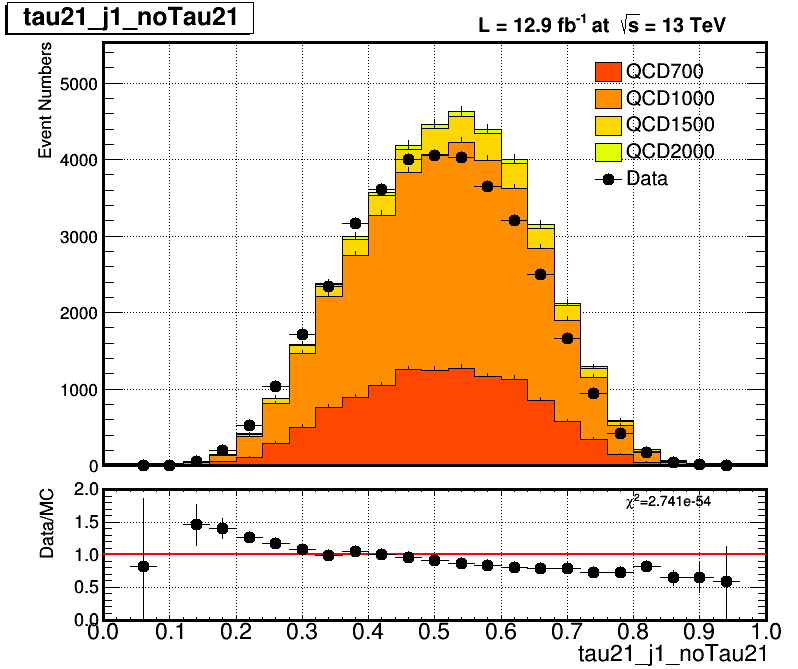 tau21_j1_noTau21
L = 12.9 fb⁻¹ at √s = 13 TeV
Event Numbers
5000
4000
3000
2000
1000
0
QCD700
QCD1000
QCD1500
QCD2000
Data
Data/MC
2.0
1.5
1.0
0.5
0.0
χ²=2.741e-54
0.0 0.1 0.2 0.3 0.4 0.5 0.6 0.7 0.8 0.9 1.0
tau21_j1_noTau21